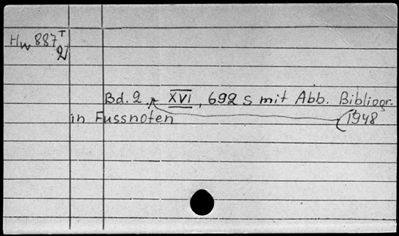 Hw 887 T
2
Bd. 2, XVI, 692 S mit Abb. Bibliogr.
in Fussnoten (1948